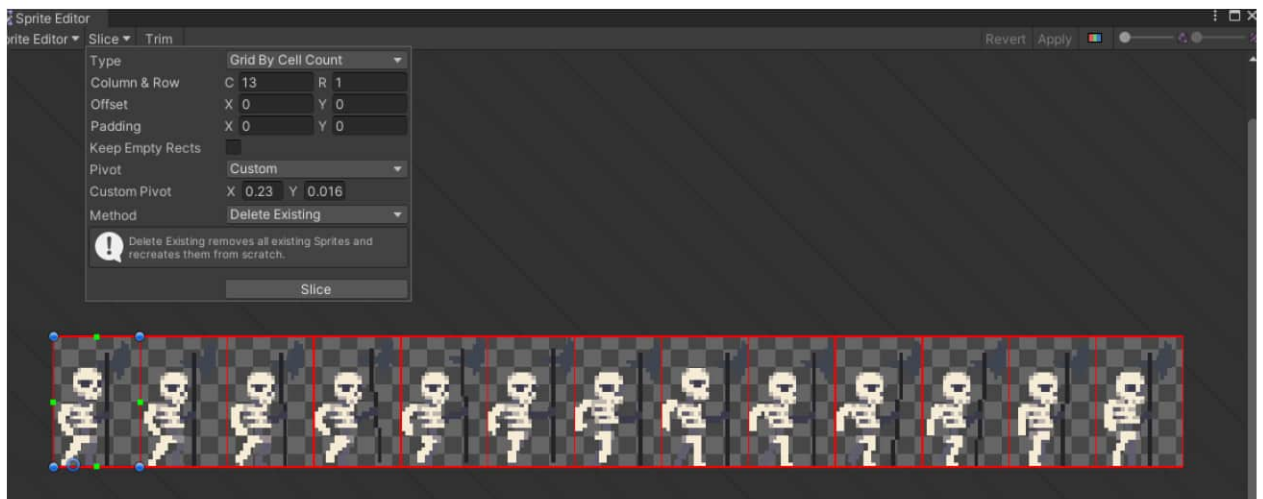 Sprite Editor
rite Editor Slice Trim Revert Apply
Type Grid By Cell Count
Column & Row C 13 R 1
Offset X 0 Y 0
Padding X 0 Y 0
Keep Empty Rects
Pivot Custom
Custom Pivot X 0.23 Y 0.016
Method Delete Existing
Delete Existing removes all existing Sprites and
recreates them from scratch.
Slice